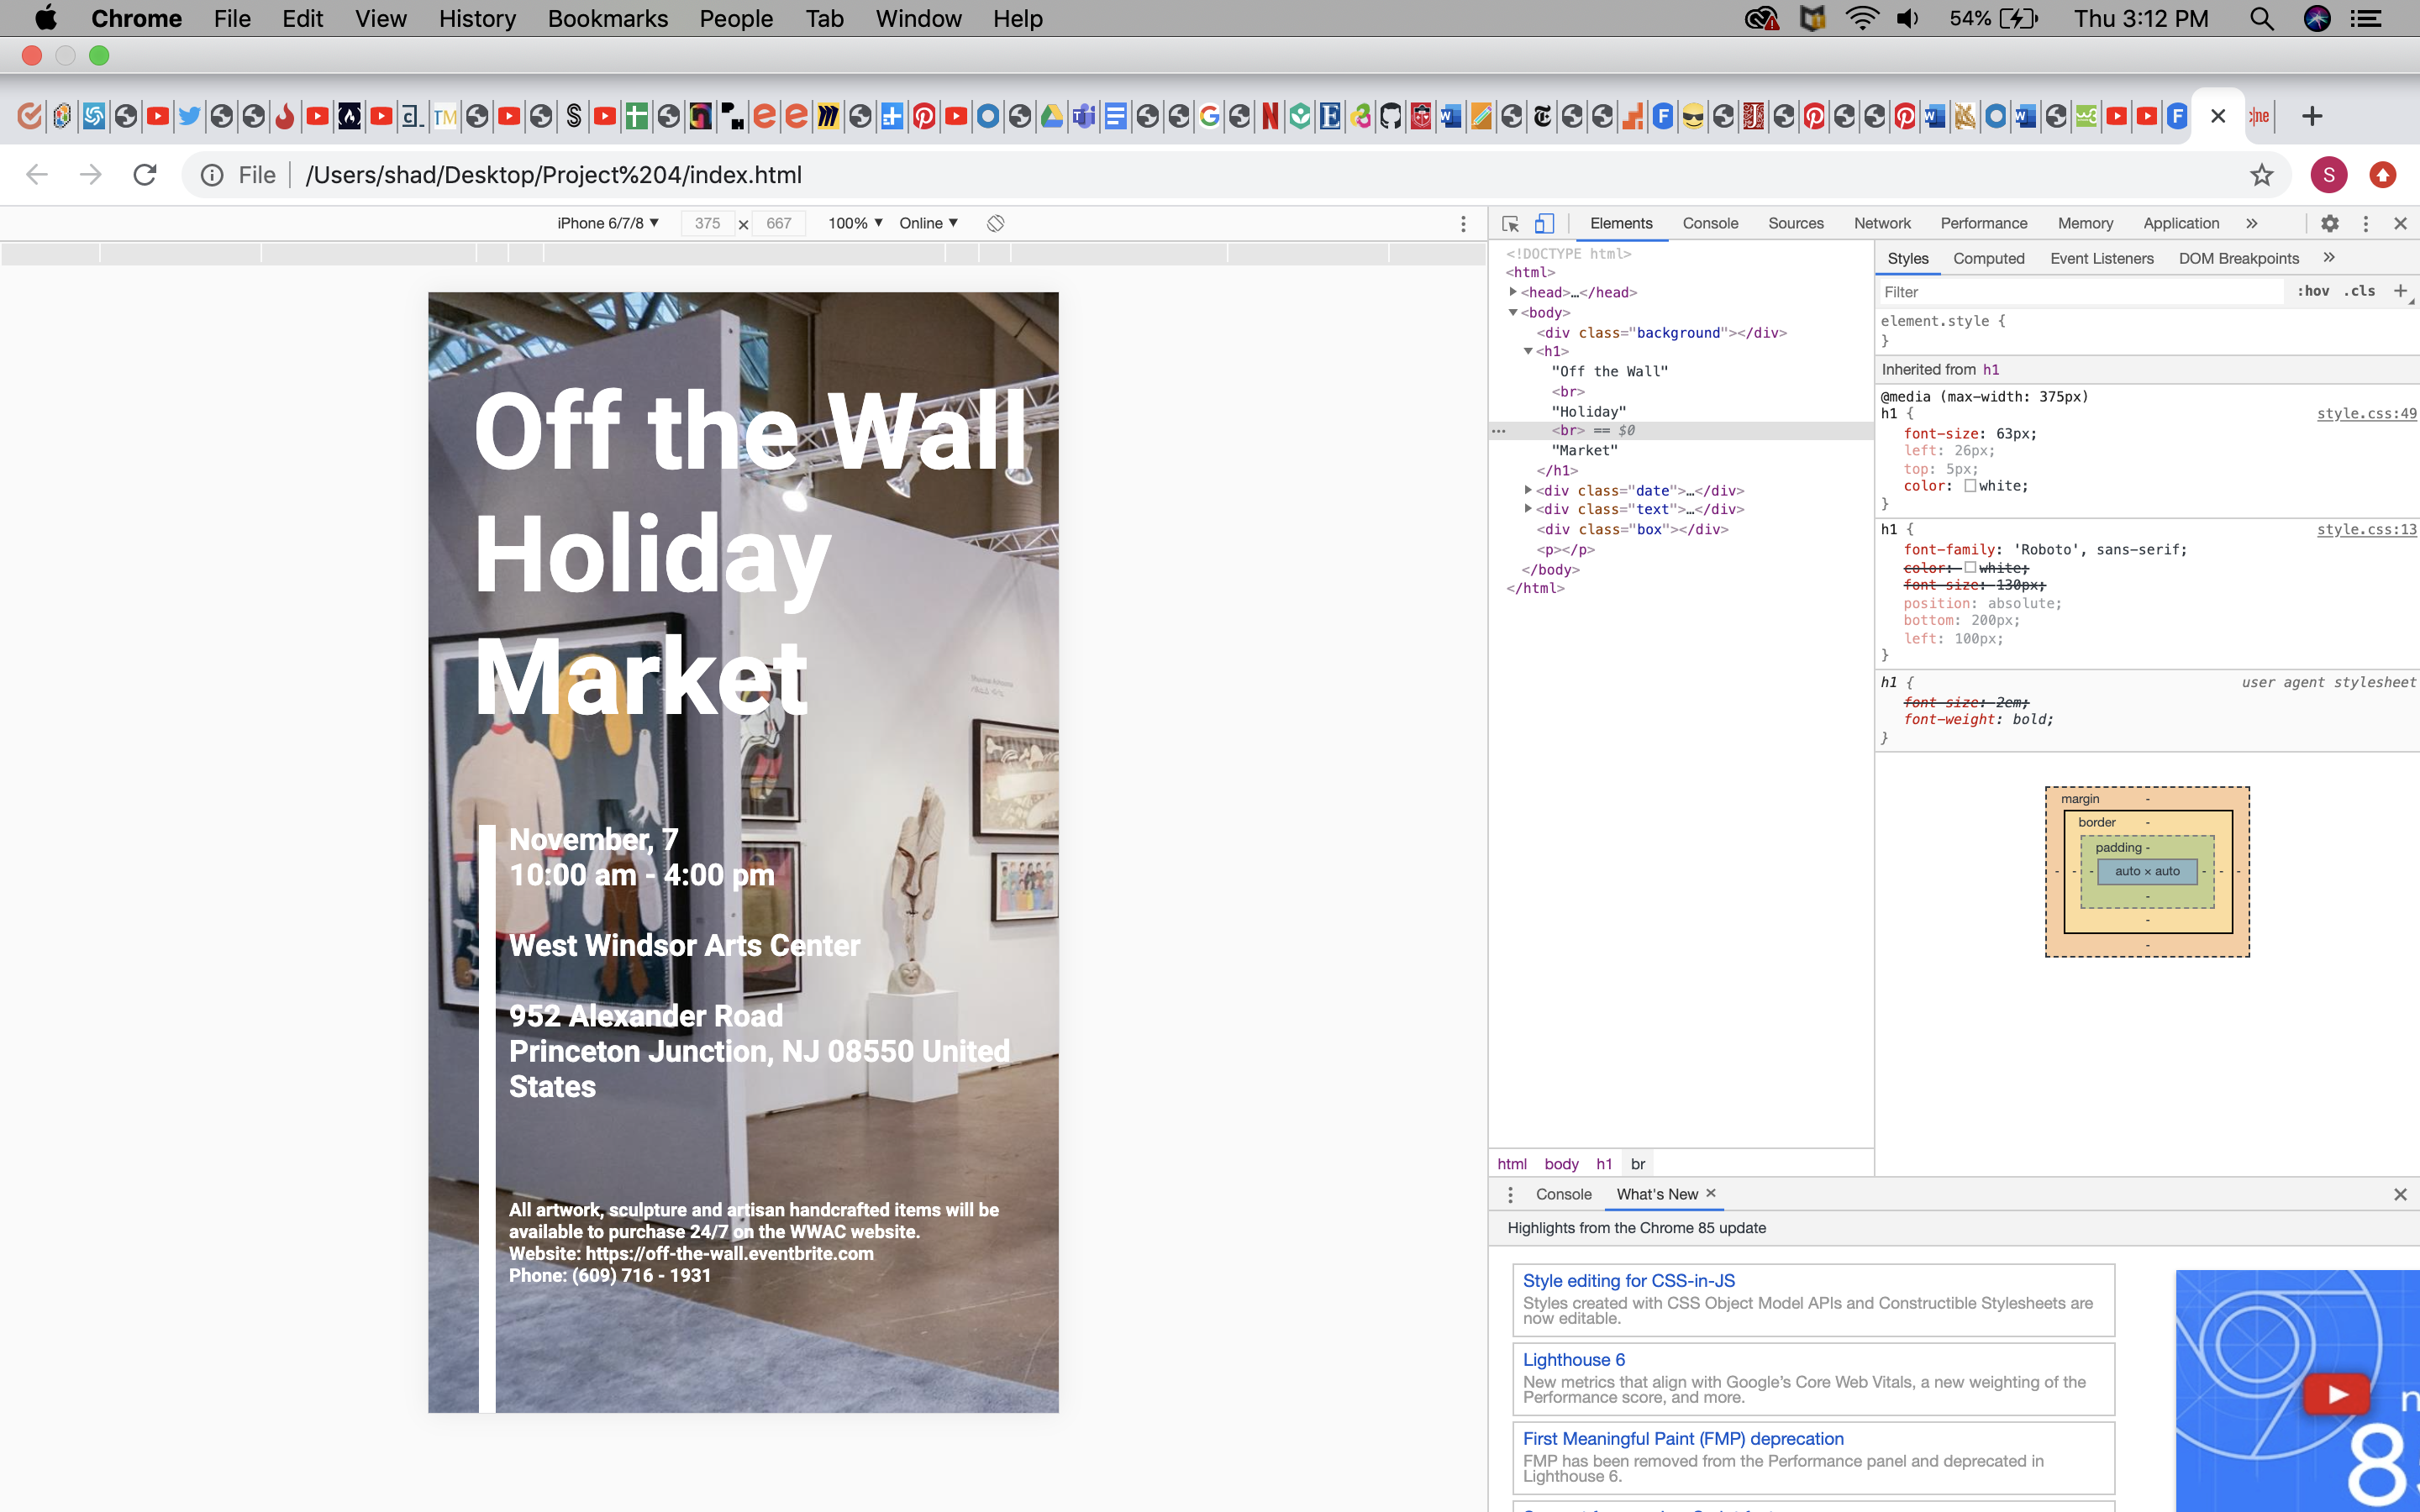 Chrome File Edit View History Bookmarks People Tab Window Help 54% Thu 3:12 PM
File /Users/shad/Desktop/Project%204/index.html S
iPhone 6/7/8 ▼ 375 × 667 100% ▼ Online ▼
Elements Console Sources Network Performance Memory Application »
Off the Wall
Holiday
Market
November, 7
10:00 am - 4:00 pm
West Windsor Arts Center
952 Alexander Road
Princeton Junction, NJ 08550 United
States
All artwork, sculpture and artisan handcrafted items will be
available to purchase 24/7 on the WWAC website.
Website: https://off-the-wall.eventbrite.com
Phone: (609) 716 - 1931
<!DOCTYPE html>
<html>
<head>…</head>
<body>
<div class="background"></div>
<h1>
"Off the Wall"
<br>
"Holiday"
<br> == $0
"Market"
</h1>
<div class="date">…</div>
<div class="text">…</div>
<div class="box"></div>
<p></p>
</body>
</html>
html body h1 br
Styles Computed Event Listeners DOM Breakpoints »
Filter :hov .cls +
element.style {
}
Inherited from h1
@media (max-width: 375px)
h1 { style.css:49
font-size: 63px;
left: 26px;
top: 5px;
color: white;
}
h1 { style.css:13
font-family: 'Roboto', sans-serif;
color: white;
font-size: 130px;
position: absolute;
bottom: 200px;
left: 100px;
}
h1 { user agent stylesheet
font-size: 2em;
font-weight: bold;
}
margin -
border -
padding -
- - - auto × auto - - -
-
-
-
Console What's New ×
Highlights from the Chrome 85 update
Style editing for CSS-in-JS
Styles created with CSS Object Model APIs and Constructible Stylesheets are
now editable.
Lighthouse 6
New metrics that align with Google's Core Web Vitals, a new weighting of the
Performance score, and more.
First Meaningful Paint (FMP) deprecation
FMP has been removed from the Performance panel and deprecated in
Lighthouse 6.